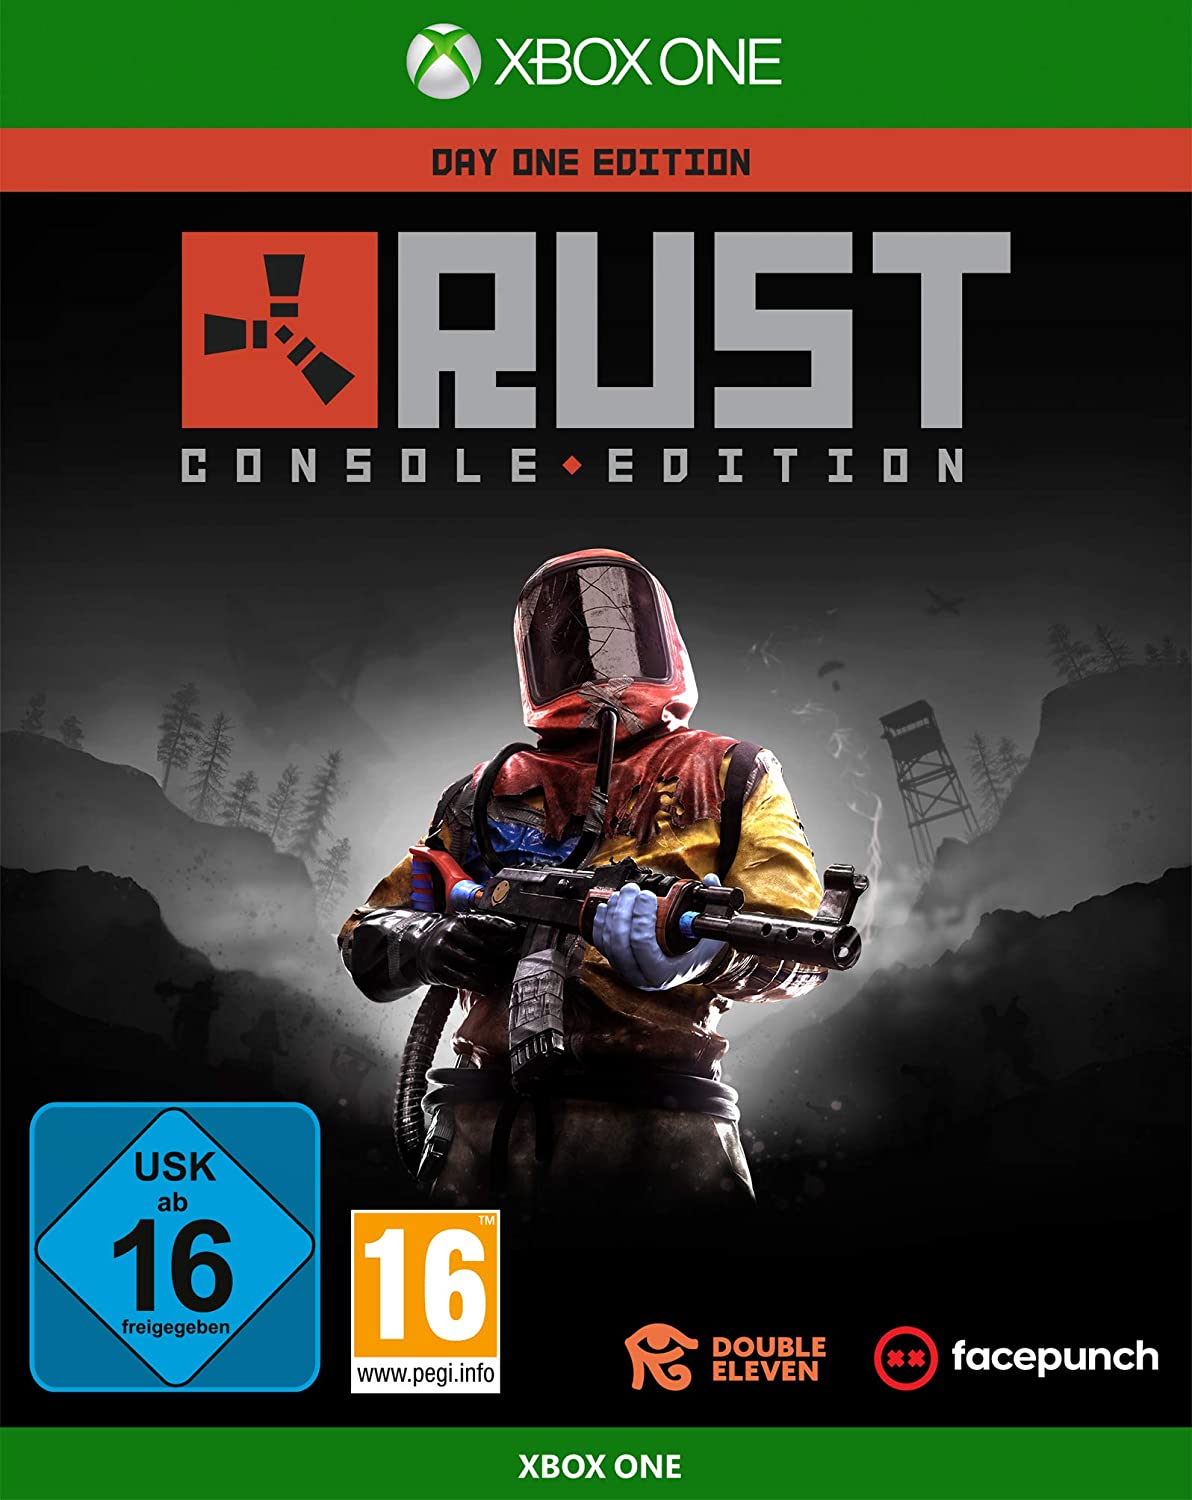 XBOX ONE
DAY ONE EDITION
RUST
CONSOLE◆EDITION
USK
ab
16
freigegeben
16™
www.pegi.info
DOUBLE
ELEVEN
facepunch
XBOX ONE